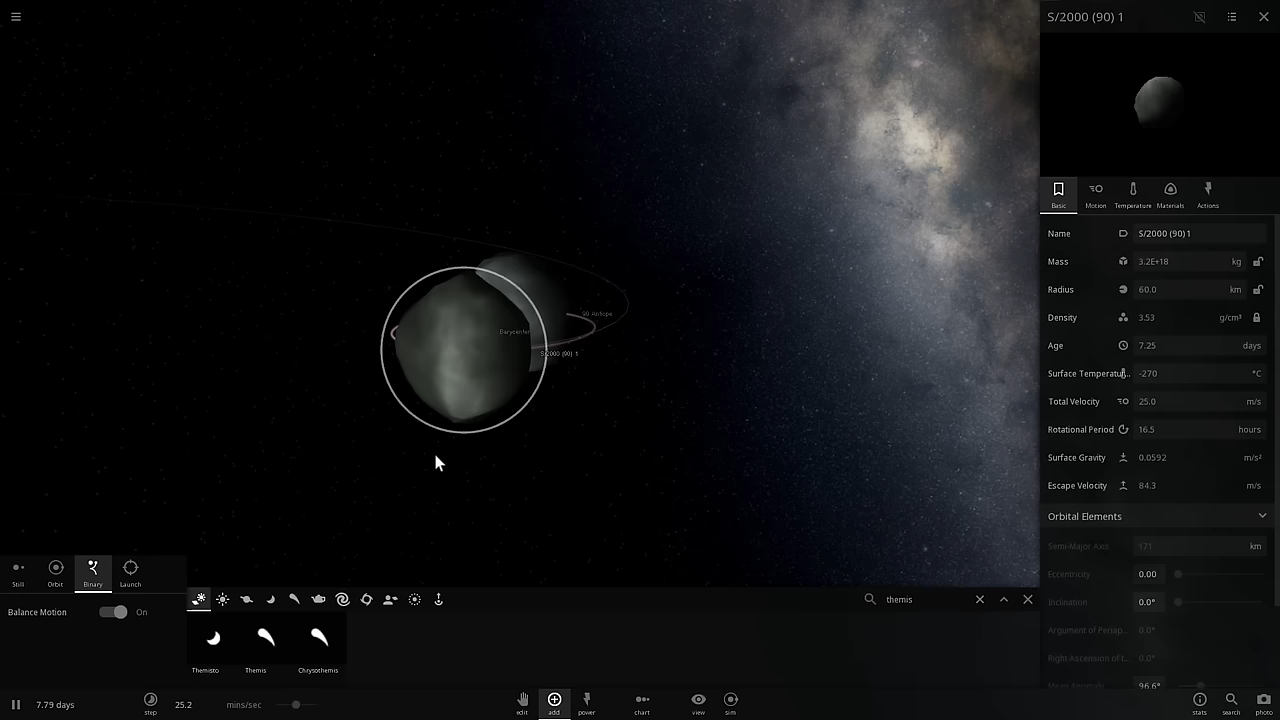 S/2000 (90) 1
Basic
Motion
Temperature
Materials
Actions
Name S/2000 (90) 1
Mass 3.2E+18 kg
Radius 60.0 km
Density 3.53 g/cm³
Age 7.25 days
Surface Temperatur... -270 °C
Total Velocity 25.0 m/s
Rotational Period 16.5 hours
Surface Gravity 0.0592 m/s²
Escape Velocity 84.3 m/s
Orbital Elements
Semi-Major Axis 171 km
Eccentricity 0.00
Inclination 0.0°
Argument of Periap... 0.0°
Right Ascension of t... 0.0°
Mean Anomaly 96.6°
90 Antiope
Barycenter
S/2000 (90) 1
Still
Orbit
Binary
Launch
Balance Motion On
themis
Themisto
Themis
Chrysothemis
7.79 days
step
25.2 mins/sec
edit
add
power
chart
view
sim
stats
search
photo